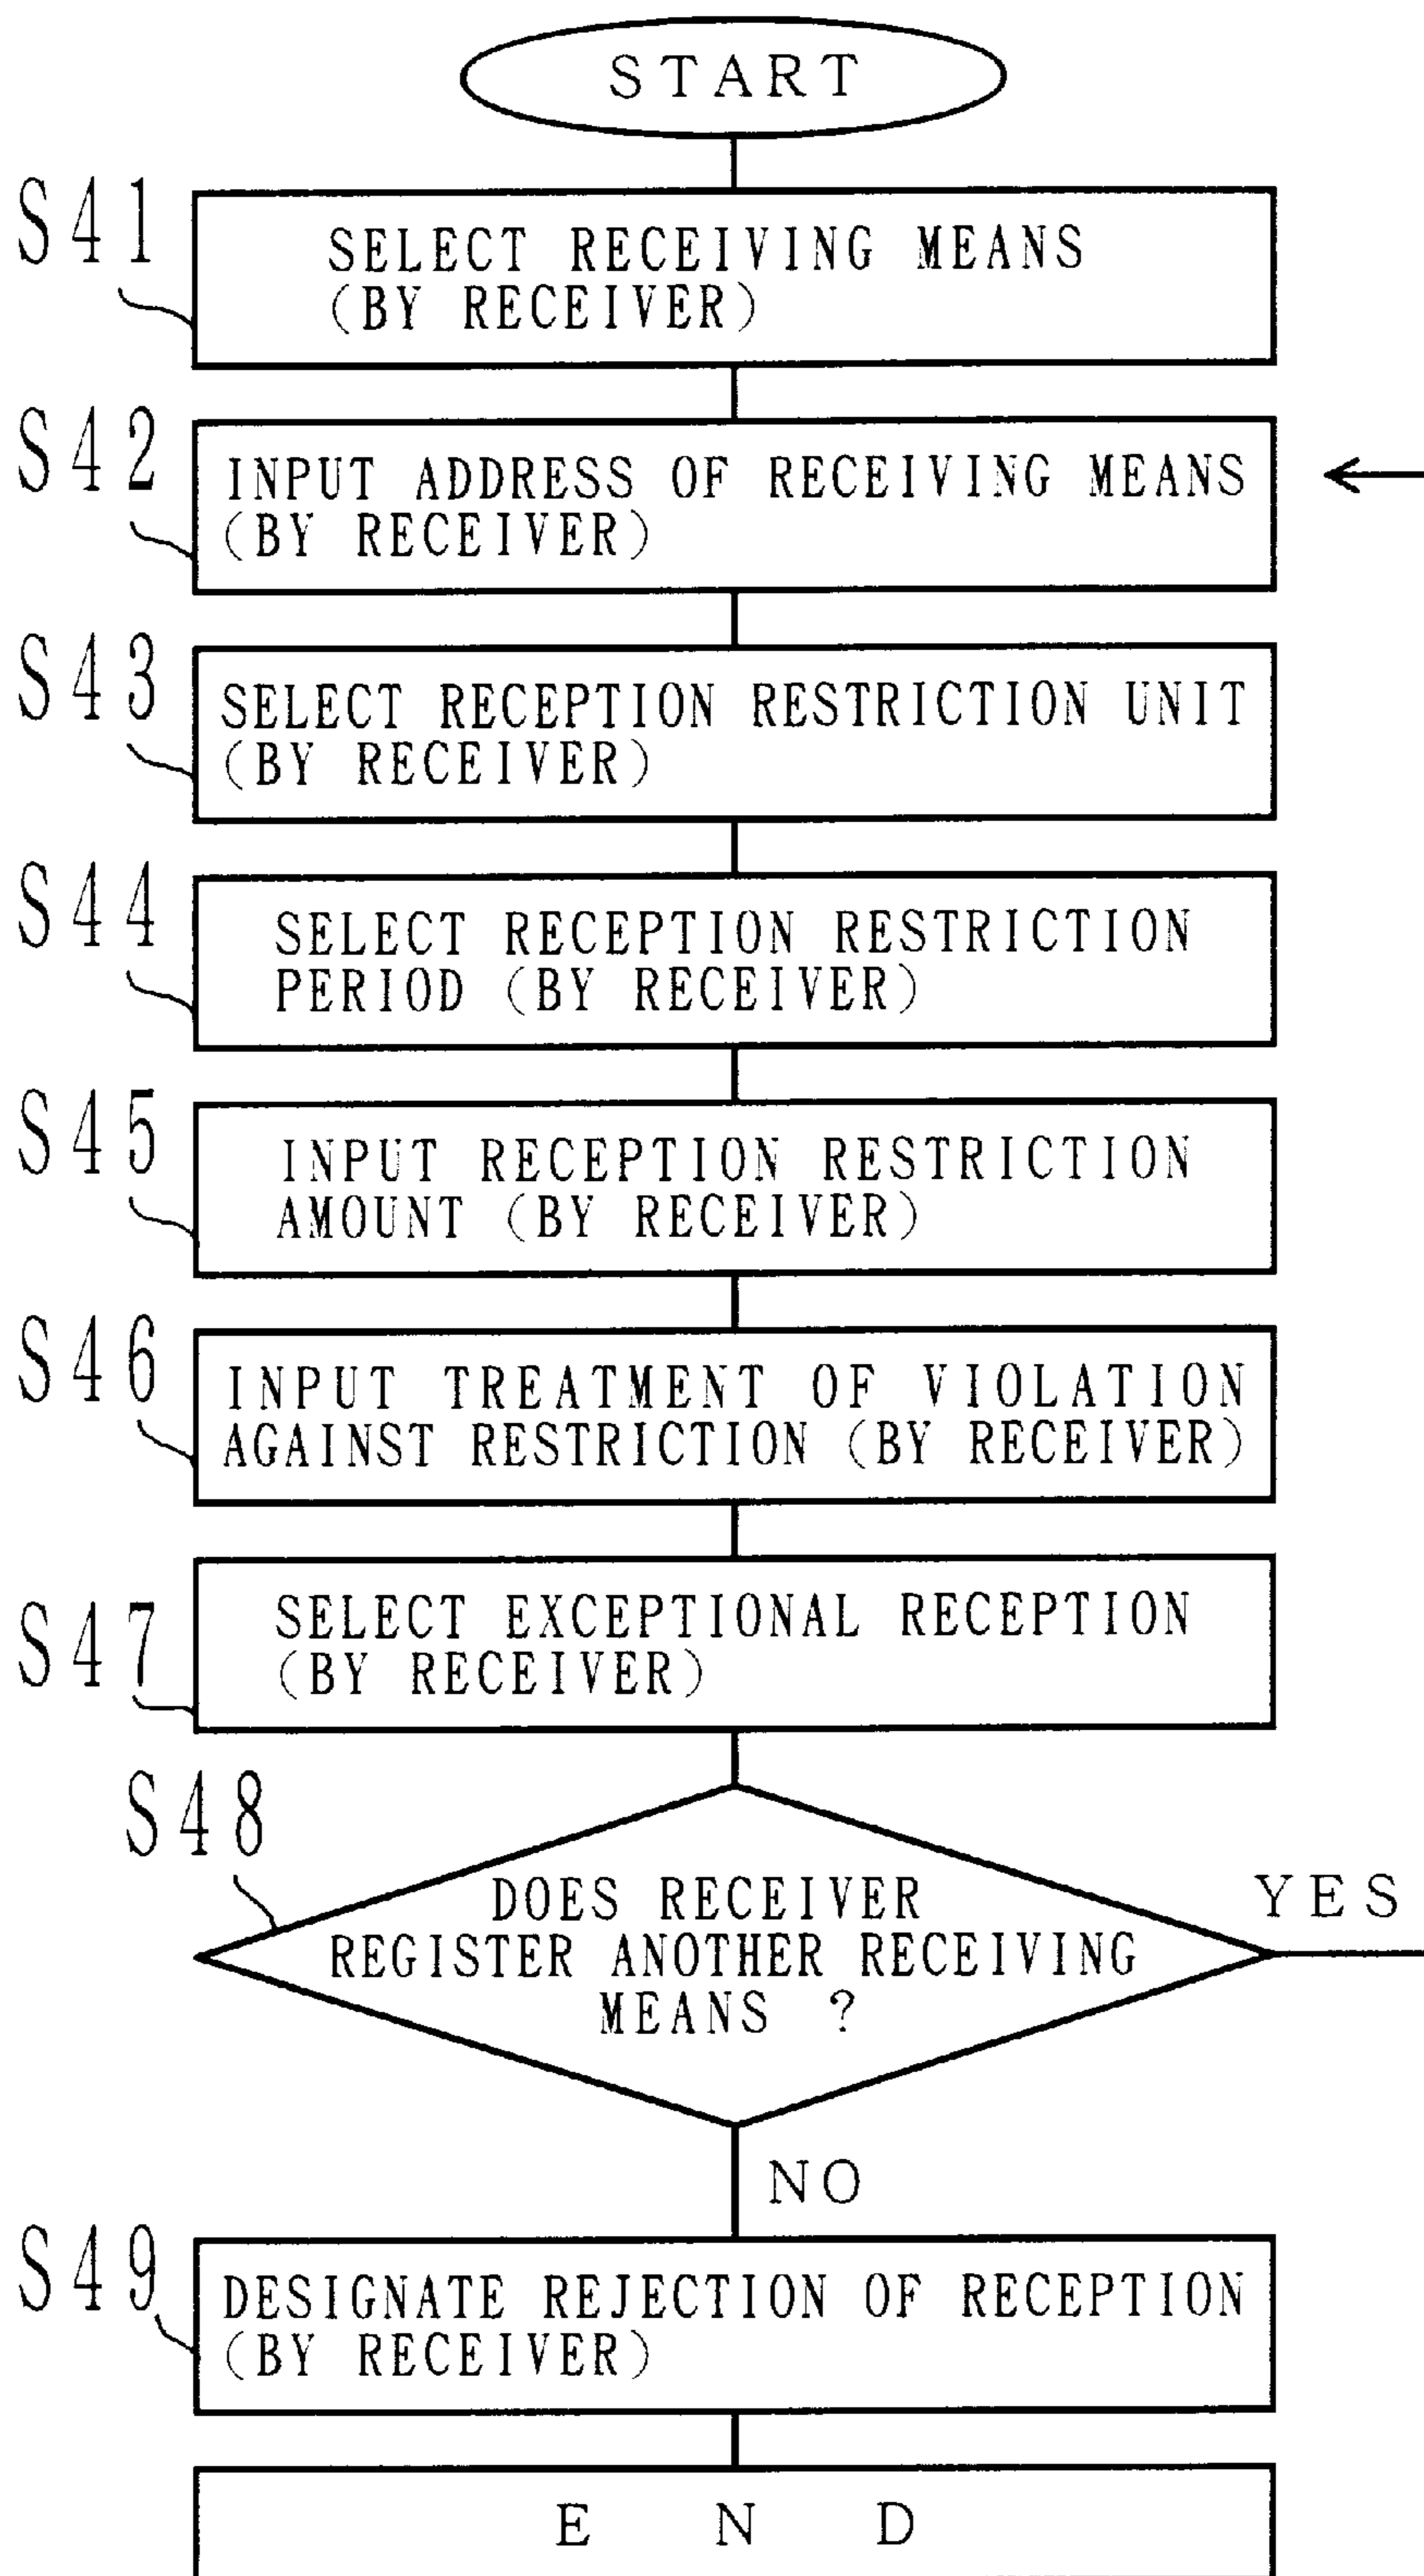 START
S41
SELECT RECEIVING MEANS
(BY RECEIVER)
S42
INPUT ADDRESS OF RECEIVING MEANS
(BY RECEIVER)
S43
SELECT RECEPTION RESTRICTION UNIT
(BY RECEIVER)
S44
SELECT RECEPTION RESTRICTION
PERIOD (BY RECEIVER)
S45
INPUT RECEPTION RESTRICTION
AMOUNT (BY RECEIVER)
S46
INPUT TREATMENT OF VIOLATION
AGAINST RESTRICTION (BY RECEIVER)
S47
SELECT EXCEPTIONAL RECEPTION
(BY RECEIVER)
S48
DOES RECEIVER
REGISTER ANOTHER RECEIVING
MEANS ?
YES
NO
S49
DESIGNATE REJECTION OF RECEPTION
(BY RECEIVER)
E N D